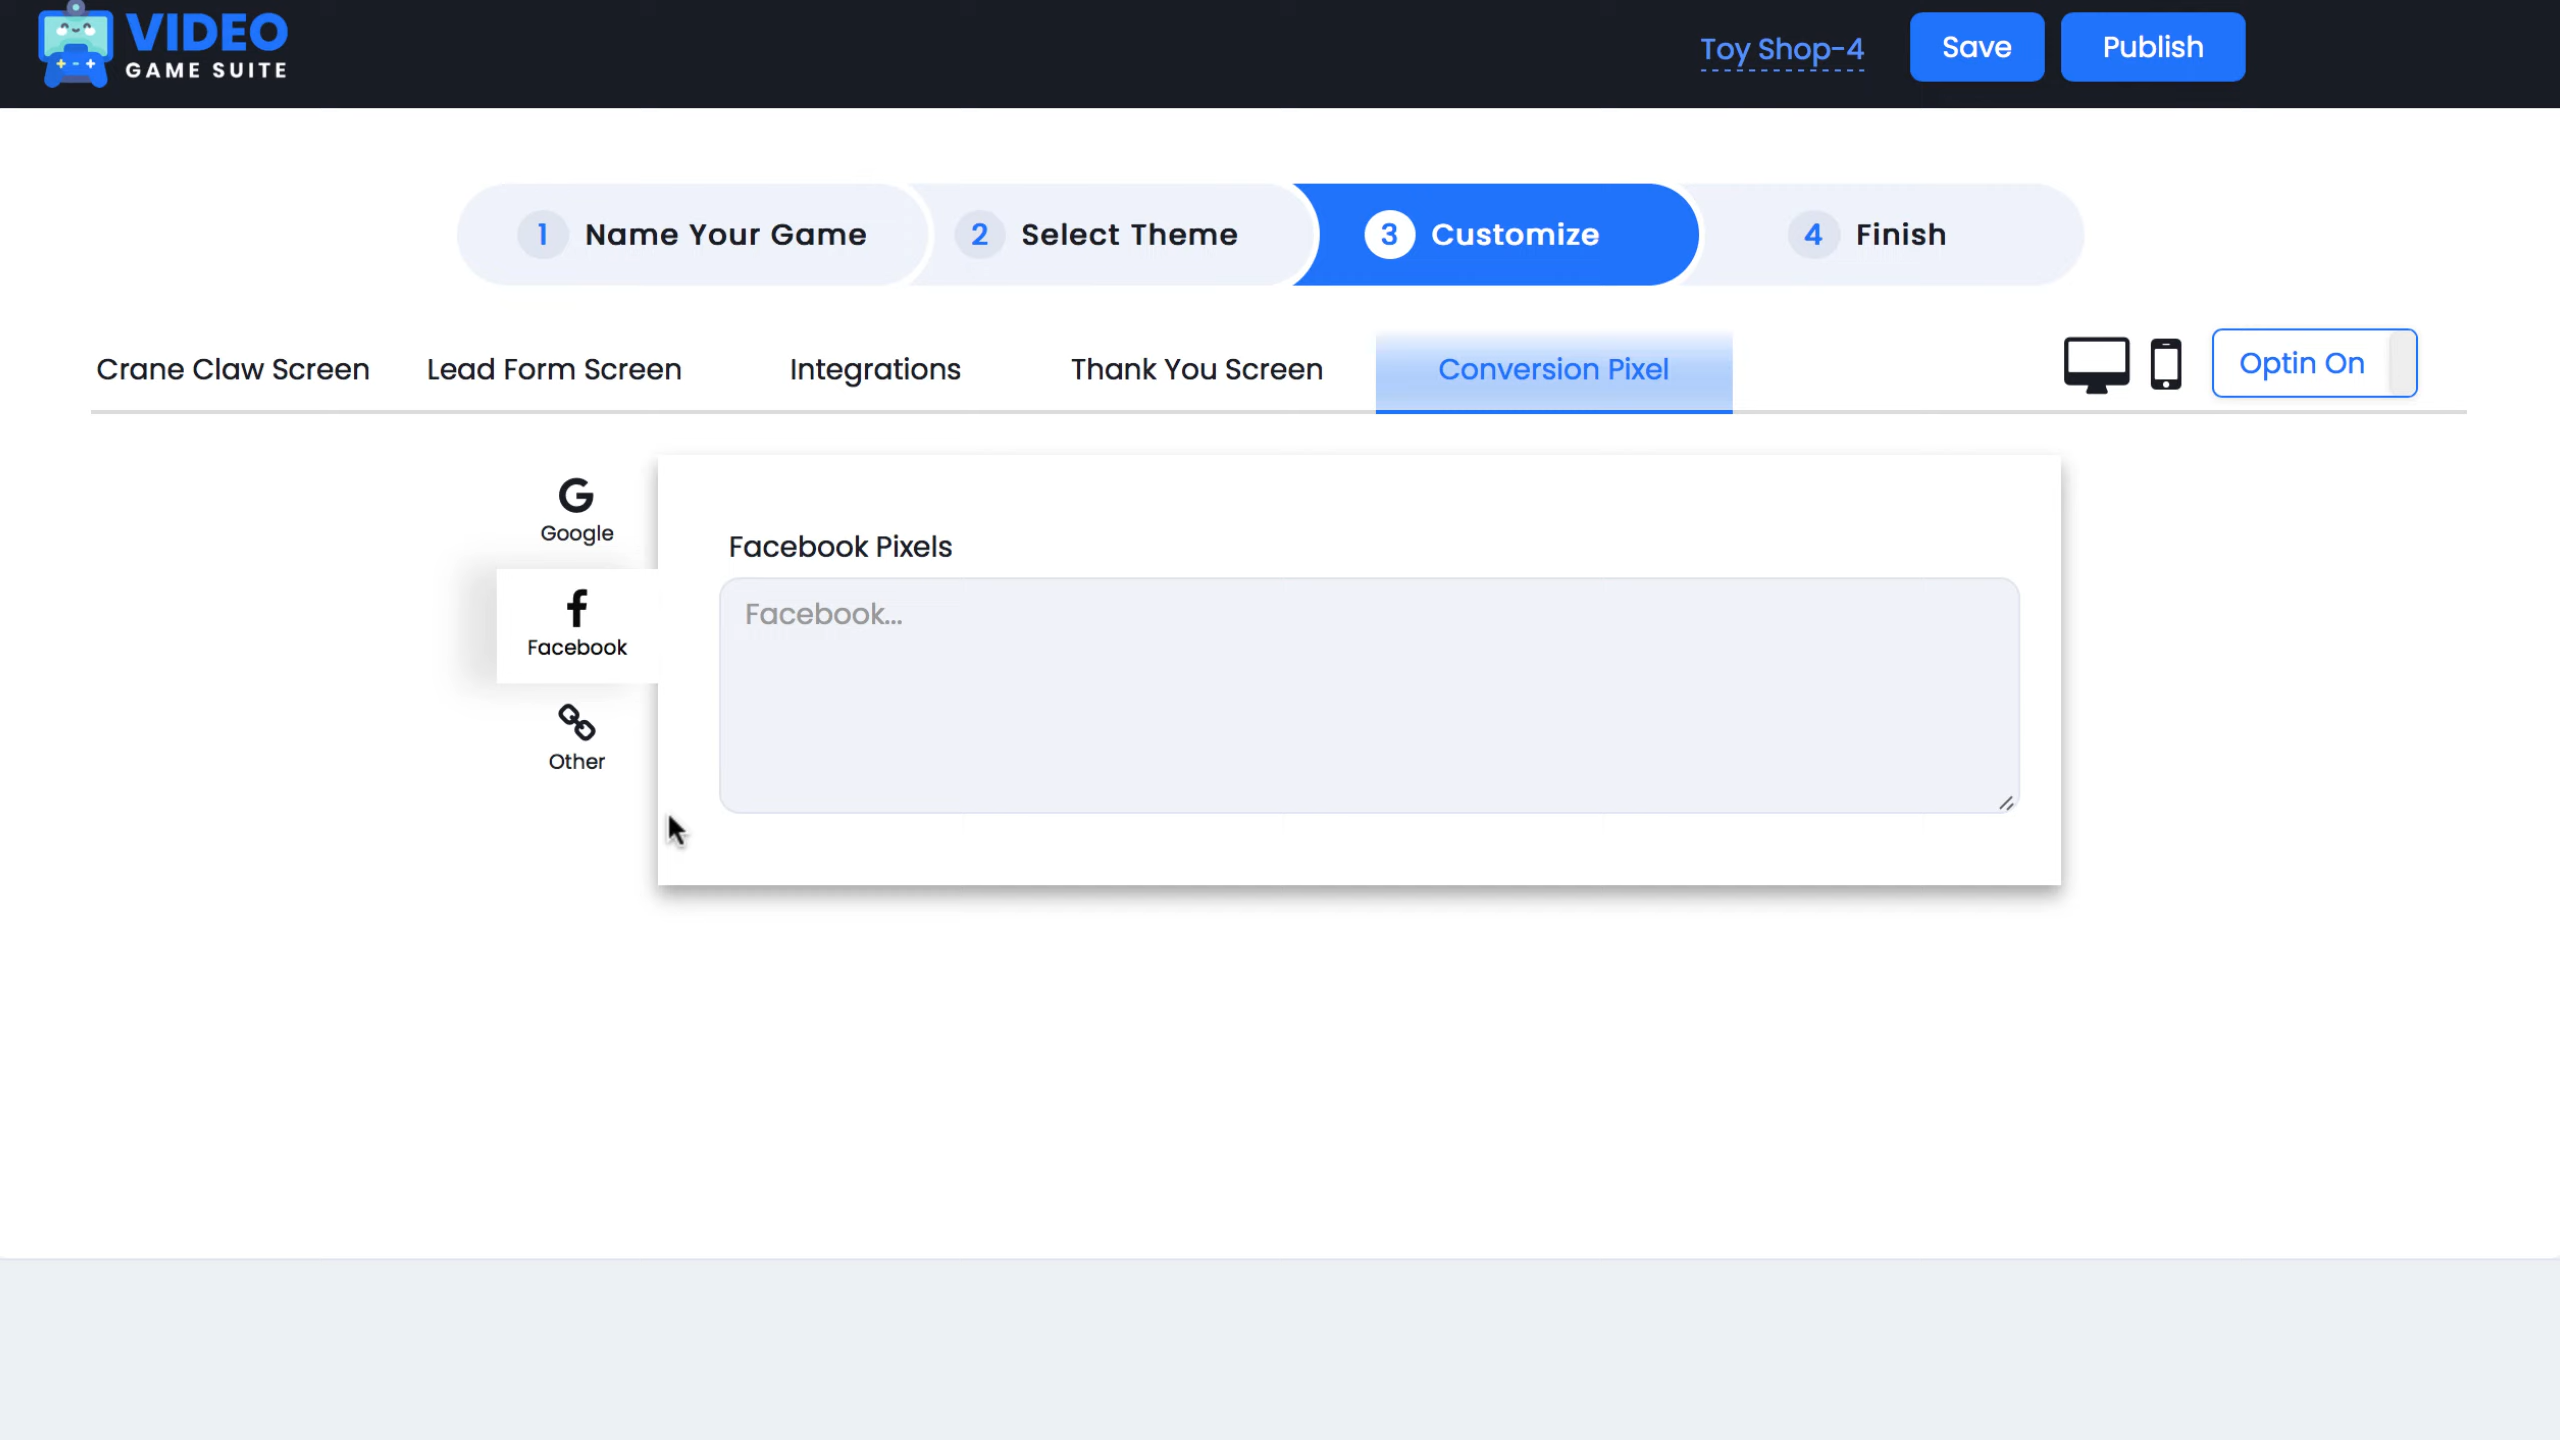 VIDEO
GAME SUITE
Toy Shop-4
Save
Publish
1 Name Your Game
2 Select Theme
3 Customize
4 Finish
Crane Claw Screen
Lead Form Screen
Integrations
Thank You Screen
Conversion Pixel
Optin On
Google
Facebook
Other
Facebook Pixels
Facebook...